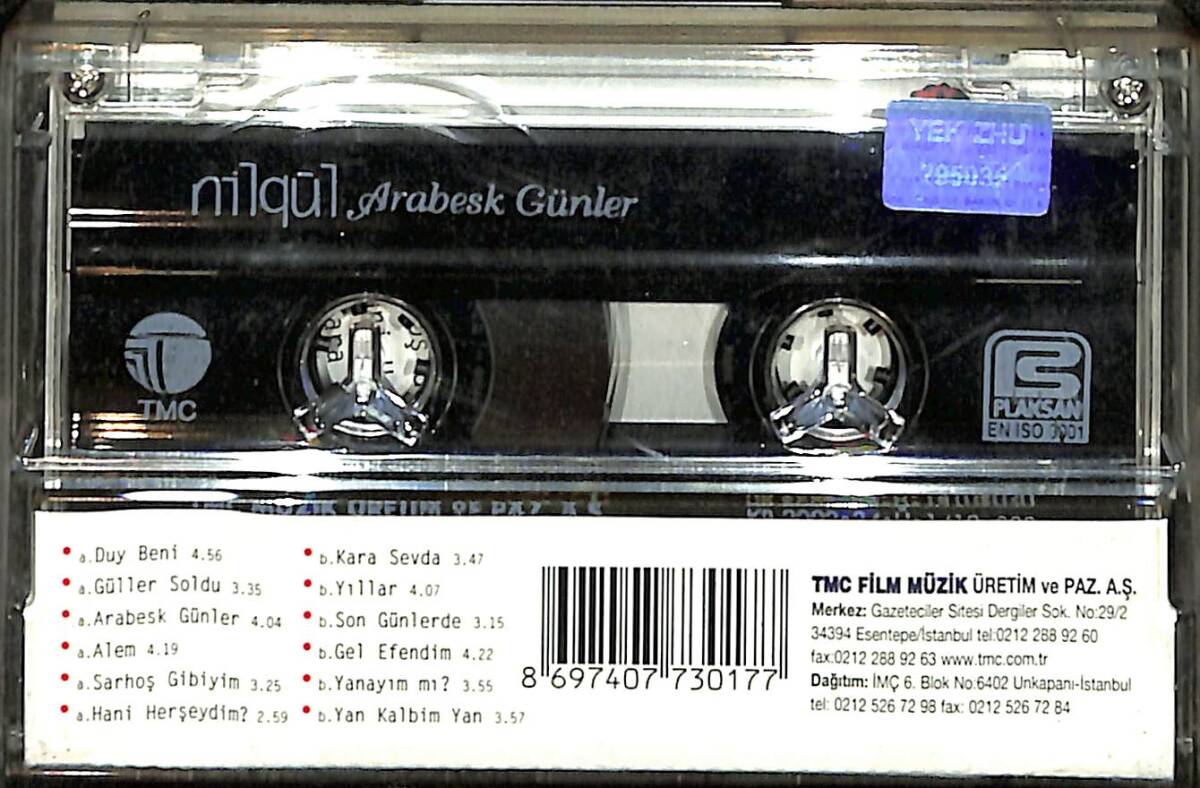 nilgül Arabesk Günler
TMC
PLAKSAN
EN ISO
TMC MÜZİK ÜRETİM VE PAZ. A.Ş.
a.Duy Beni 4.56
a.Güller Soldu 3.35
a.Arabesk Günler 4.04
a.Alem 4.19
a.Sarhoş Gibiyim 3.25
a.Hani Herşeydim? 2.59
b.Kara Sevda 3.47
b.Yıllar 4.07
b.Son Günlerde 3.15
b.Gel Efendim 4.22
b.Yanayım mı? 3.55
b.Yan Kalbim Yan 3.57
8 697407 730177
TMC FİLM MÜZİK ÜRETİM ve PAZ. A.Ş.
Merkez: Gazeteciler Sitesi Dergiler Sok. No:29/2
34394 Esentepe/İstanbul tel:0212 288 92 60
fax:0212 288 92 63 www.tmc.com.tr
Dağıtım: İMÇ 6. Blok No:6402 Unkapanı-İstanbul
tel: 0212 526 72 98 fax: 0212 526 72 84